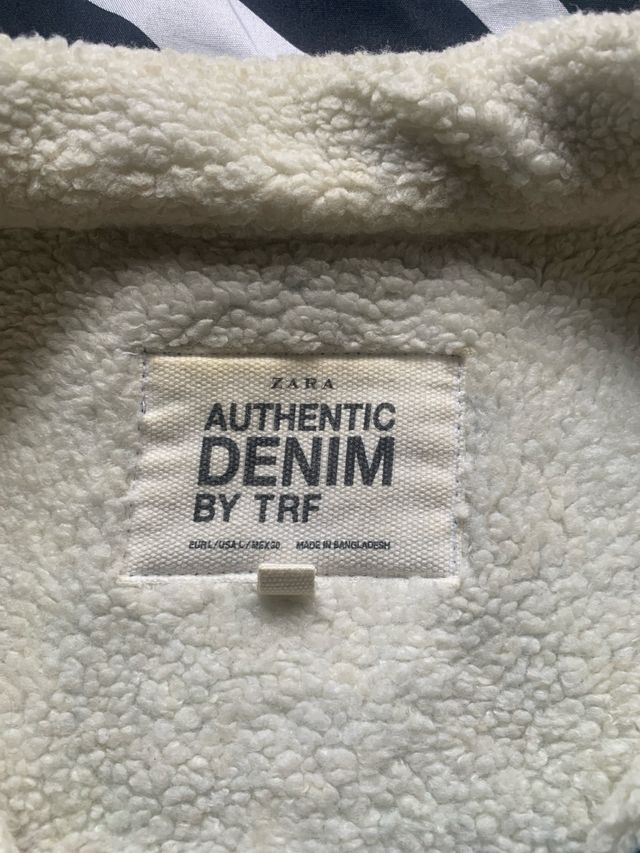 ZARA
AUTHENTIC
DENIM
BY TRF
EUR L / USA L / MEX 30 MADE IN BANGLADESH